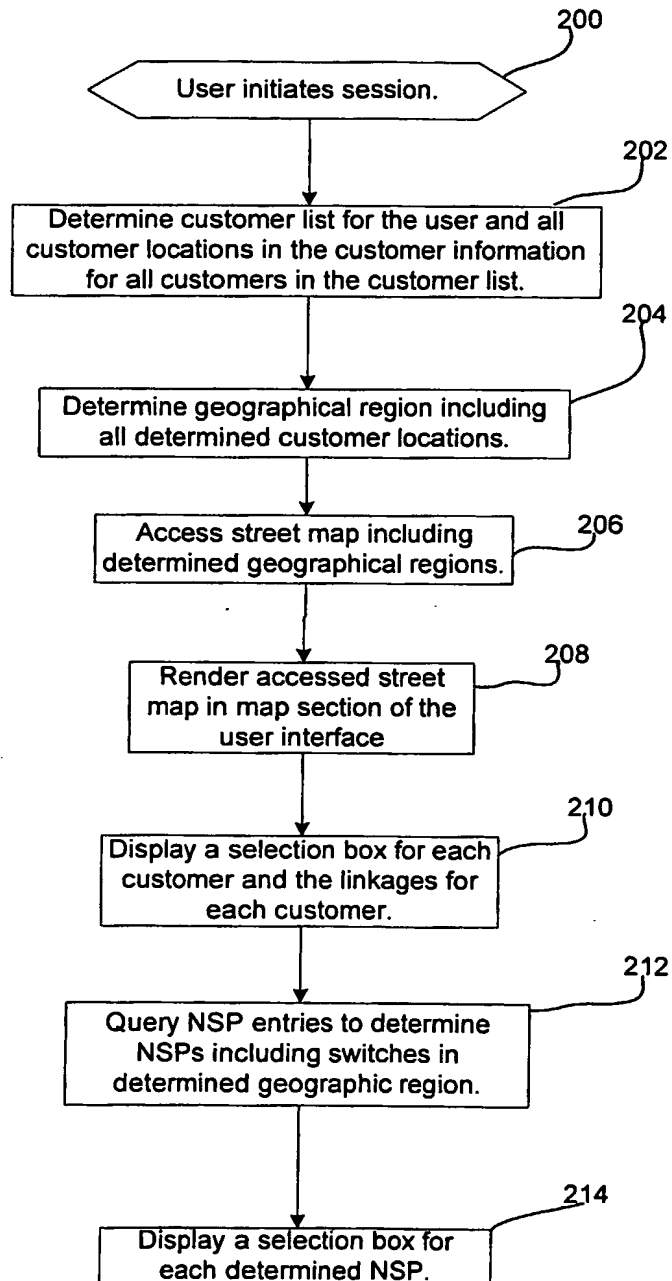 200
User initiates session.
202
Determine customer list for the user and all
customer locations in the customer information
for all customers in the customer list.
204
Determine geographical region including
all determined customer locations.
206
Access street map including
determined geographical regions.
208
Render accessed street
map in map section of the
user interface
210
Display a selection box for each
customer and the linkages for
each customer.
212
Query NSP entries to determine
NSPs including switches in
determined geographic region.
214
Display a selection box for
each determined NSP.